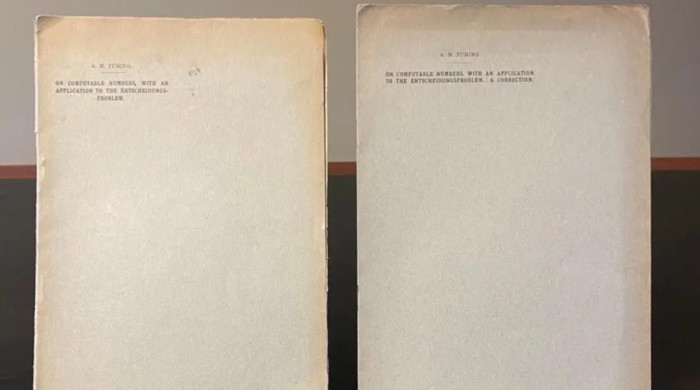 A. M. TURING.
ON COMPUTABLE NUMBERS, WITH AN
APPLICATION TO THE ENTSCHEIDUNGS-
PROBLEM.
A. M. TURING
ON COMPUTABLE NUMBERS, WITH AN APPLICATION
TO THE ENTSCHEIDUNGSPROBLEM. A CORRECTION.